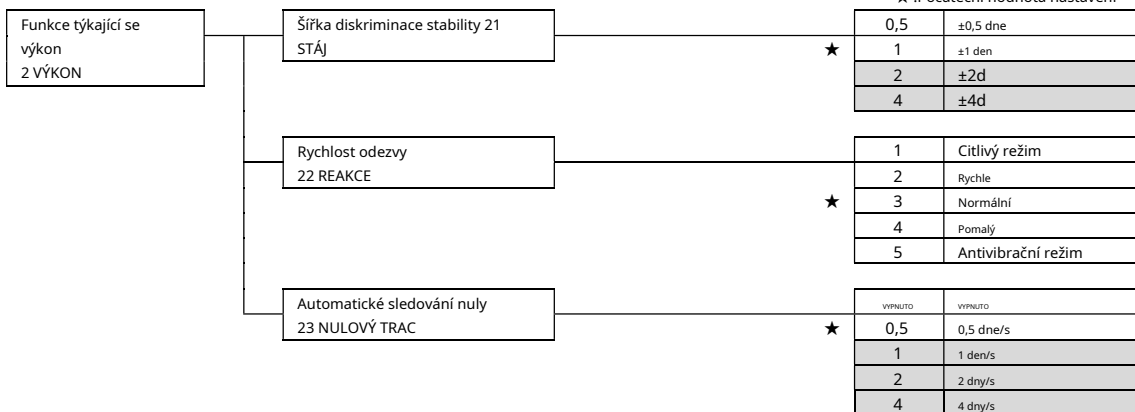 ★ :Počáteční hodnota nastavení
Funkce týkající se
výkon
2 VÝKON
Šířka diskriminace stability 21
STÁJ
0,5 ±0,5 dne
★ 1 ±1 den
2 ±2d
4 ±4d
Rychlost odezvy
22 REAKCE
1 Citlivý režim
2 Rychle
★ 3 Normální
4 Pomalý
5 Antivibrační režim
Automatické sledování nuly
23 NULOVÝ TRAC
VYPNUTO VYPNUTO
★ 0,5 0,5 dne/s
1 1 den/s
2 2 dny/s
4 4 dny/s